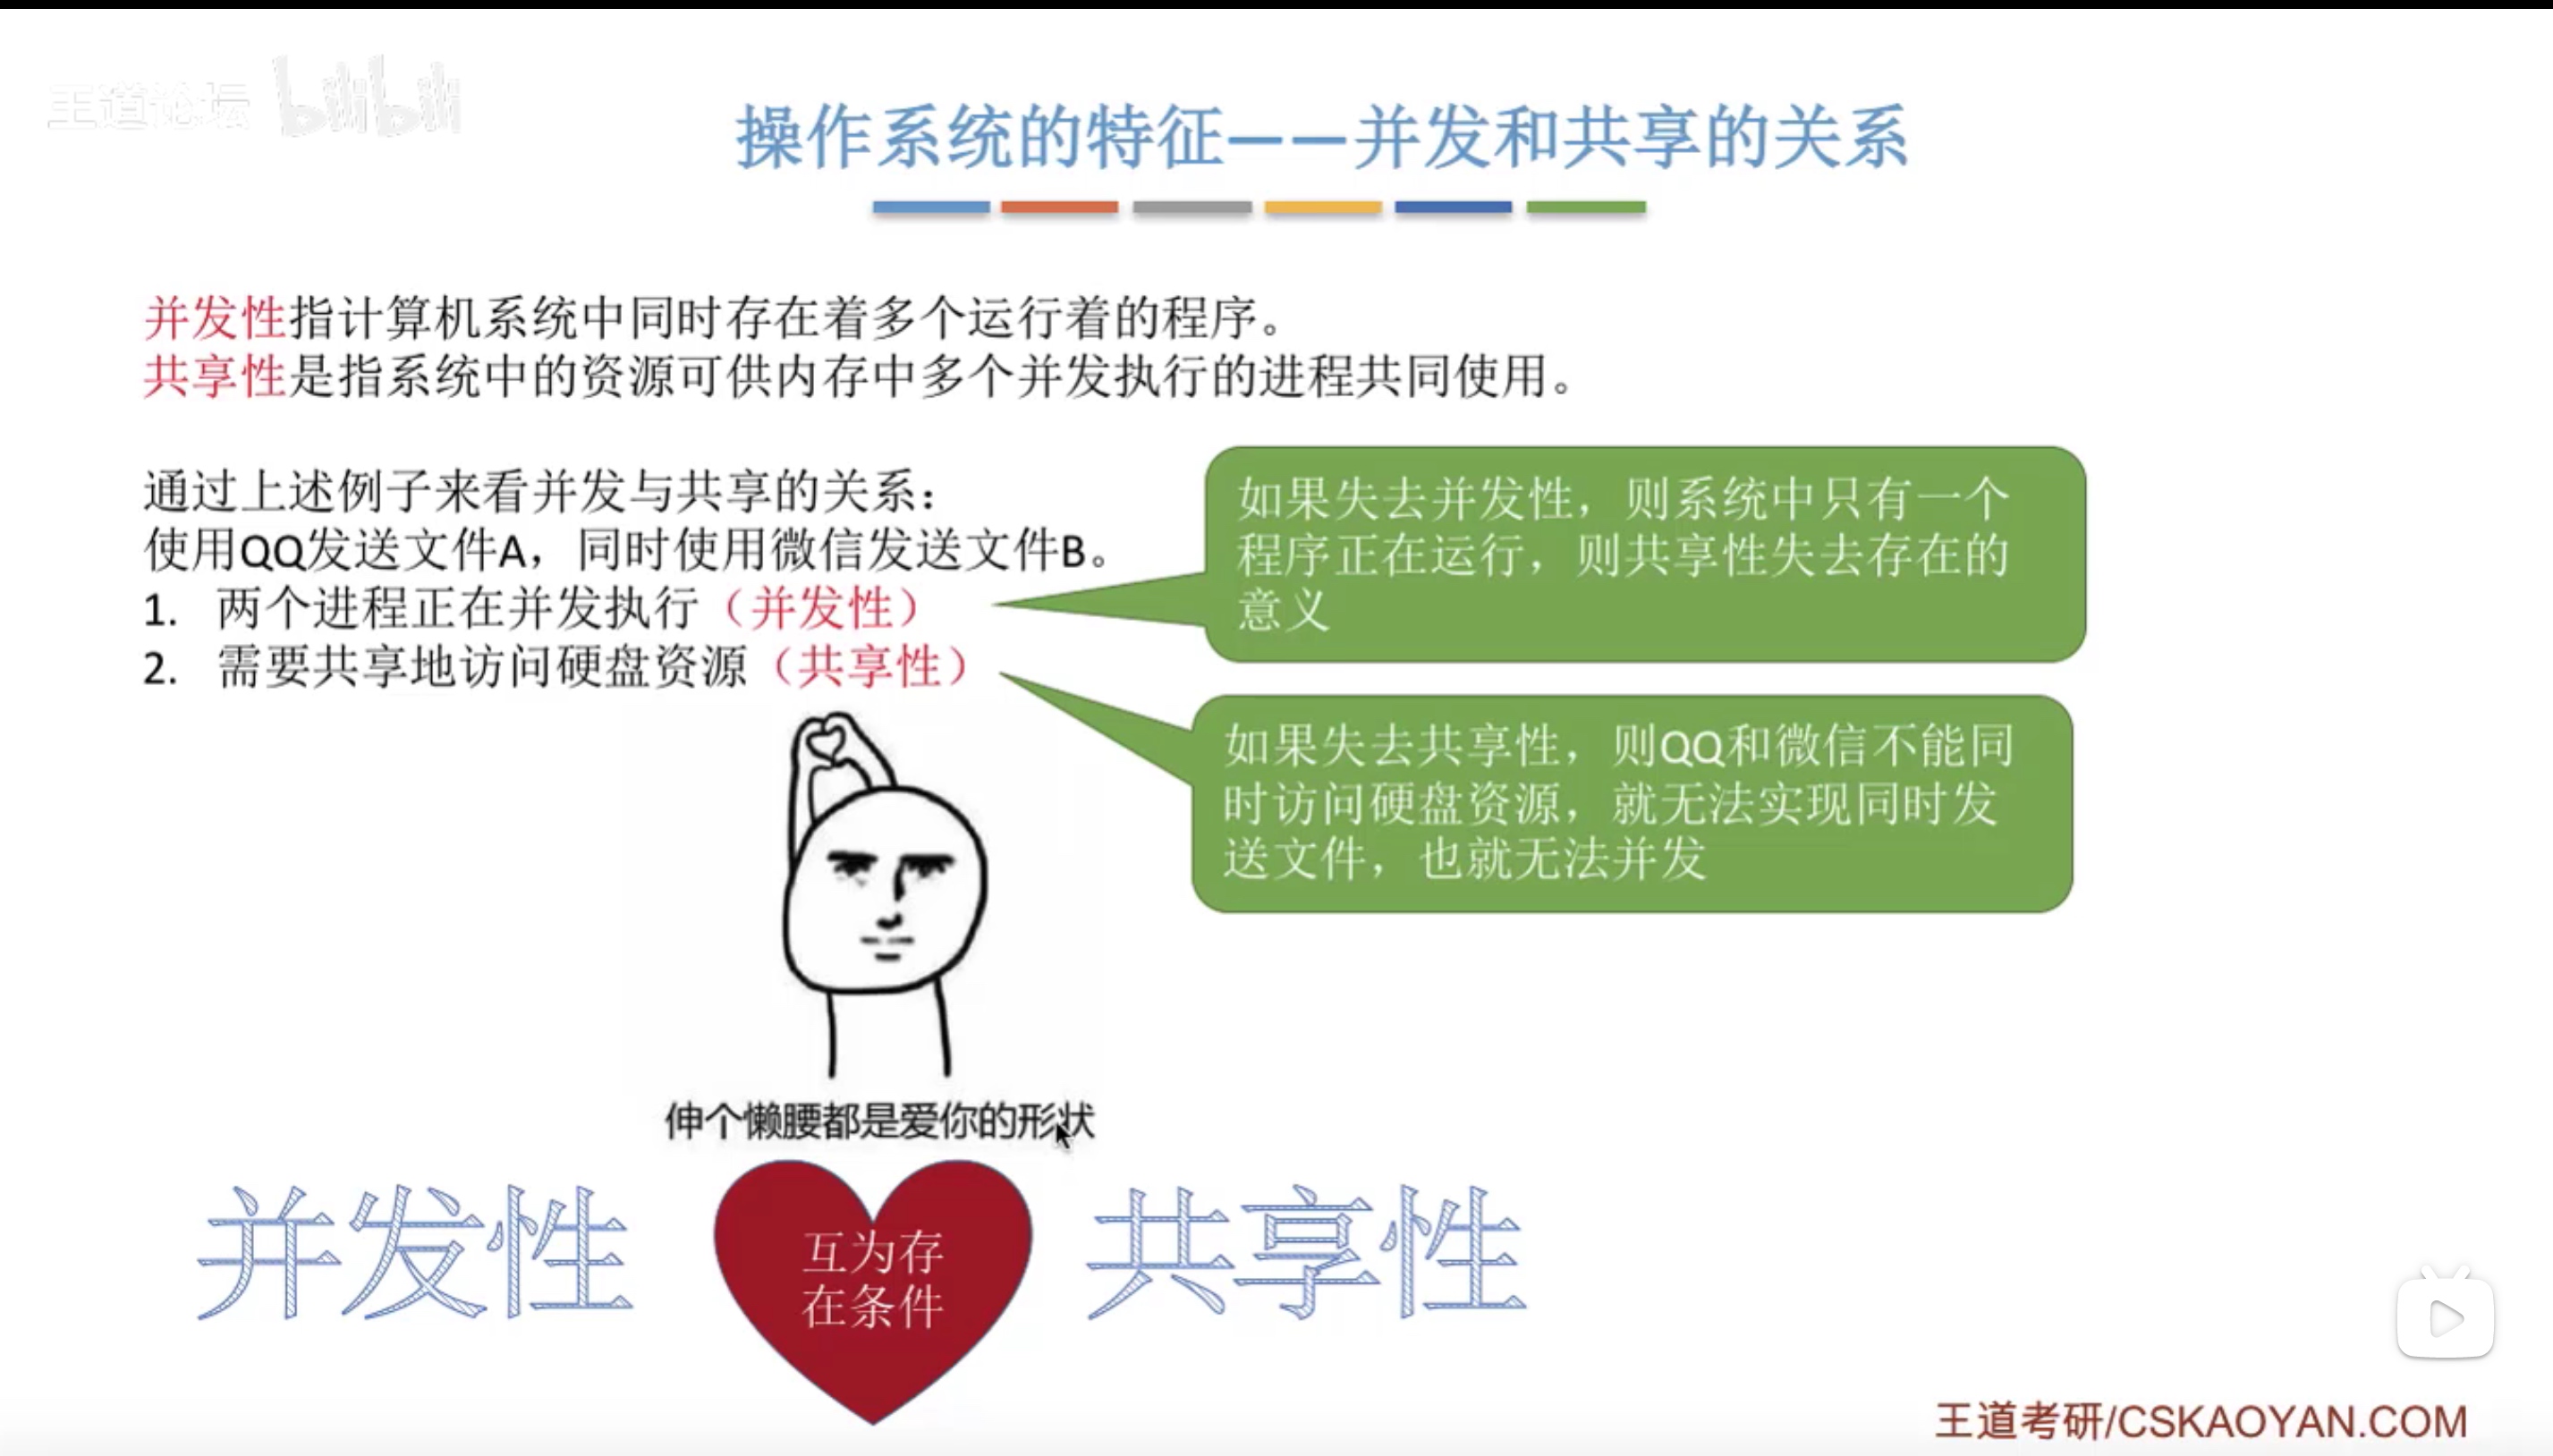 王道论坛 bilibili
操作系统的特征——并发和共享的关系
并发性指计算机系统中同时存在着多个运行着的程序。
共享性是指系统中的资源可供内存中多个并发执行的进程共同使用。
通过上述例子来看并发与共享的关系：
使用QQ发送文件A，同时使用微信发送文件B。
1. 两个进程正在并发执行（并发性）
2. 需要共享地访问硬盘资源（共享性）
如果失去并发性，则系统中只有一个
程序正在运行，则共享性失去存在的
意义
如果失去共享性，则QQ和微信不能同
时访问硬盘资源，就无法实现同时发
送文件，也就无法并发
伸个懒腰都是爱你的形状
并发性
互为存
在条件
共享性
王道考研/CSKAOYAN.COM